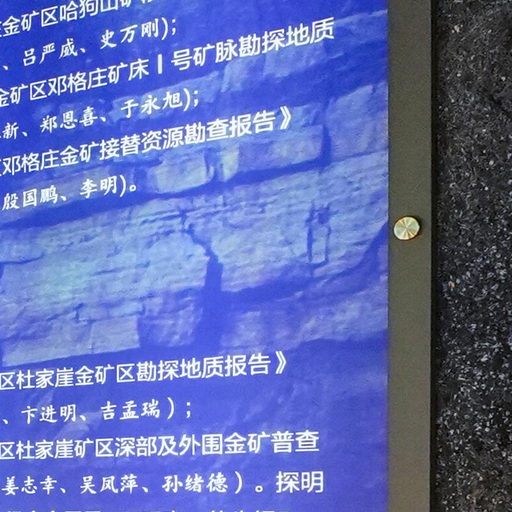 金矿区哈狗山矿
、吕严威、史万刚);
金矿区邓格庄矿床Ⅰ号矿脉勘探地质
新、郑恩喜、于永旭);
邓格庄金矿接替资源勘查报告》
殷国鹏、李明)。
区杜家崖金矿区勘探地质报告》
、卞进明、吉孟瑞);
区杜家崖矿区深部及外围金矿普查
姜志幸、吴凤萍、孙绪德)。探明